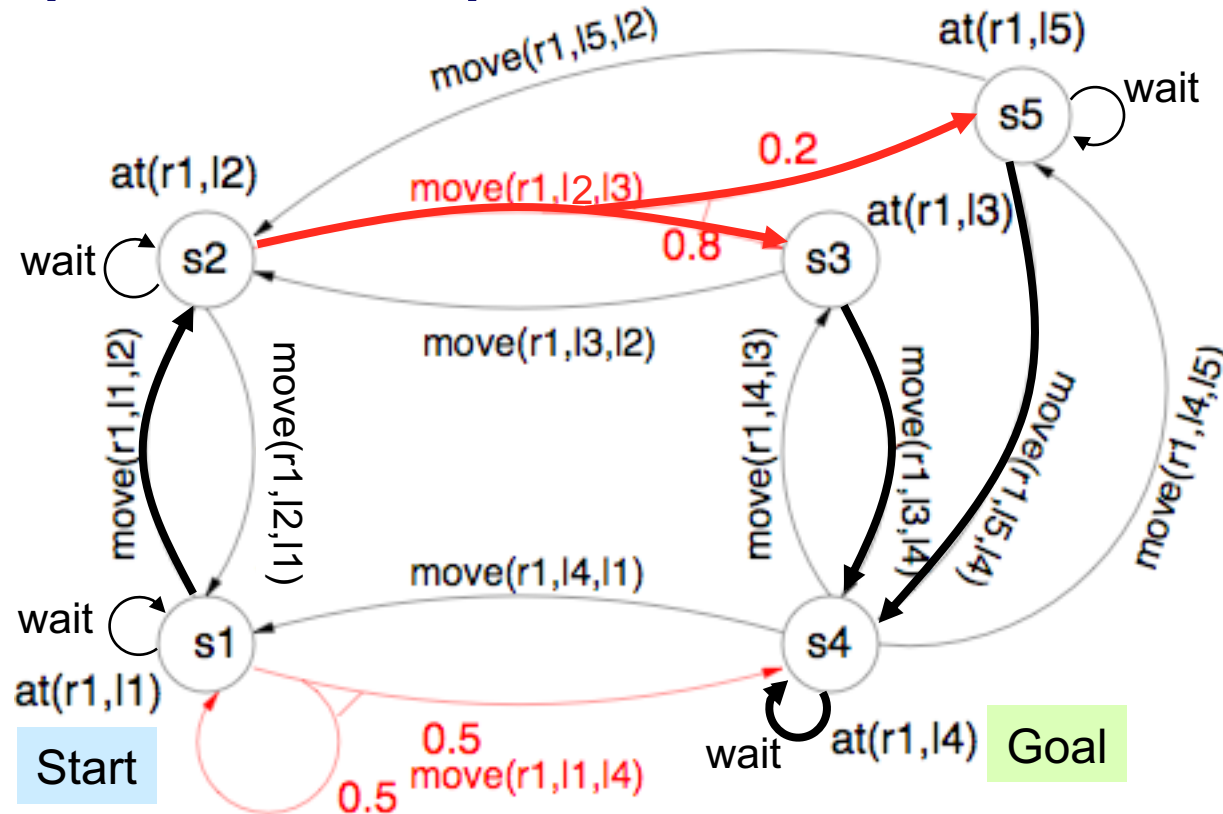 move(r1,l5,l2)
at(r1,l5)
s5
wait
0.2
at(r1,l2)
move(r1,l2,l3)
at(r1,l3)
0.8
wait
s2
s3
move(r1,l3,l2)
move(r1,l1,l2)
move(r1,l2,l1)
move(r1,l4,l3)
move(r1,l3,l4)
move(r1,l5,l4)
move(r1,l4,l5)
move(r1,l4,l1)
wait
s1
s4
at(r1,l1)
0.5
at(r1,l4)
Goal
wait
Start
move(r1,l1,l4)
0.5